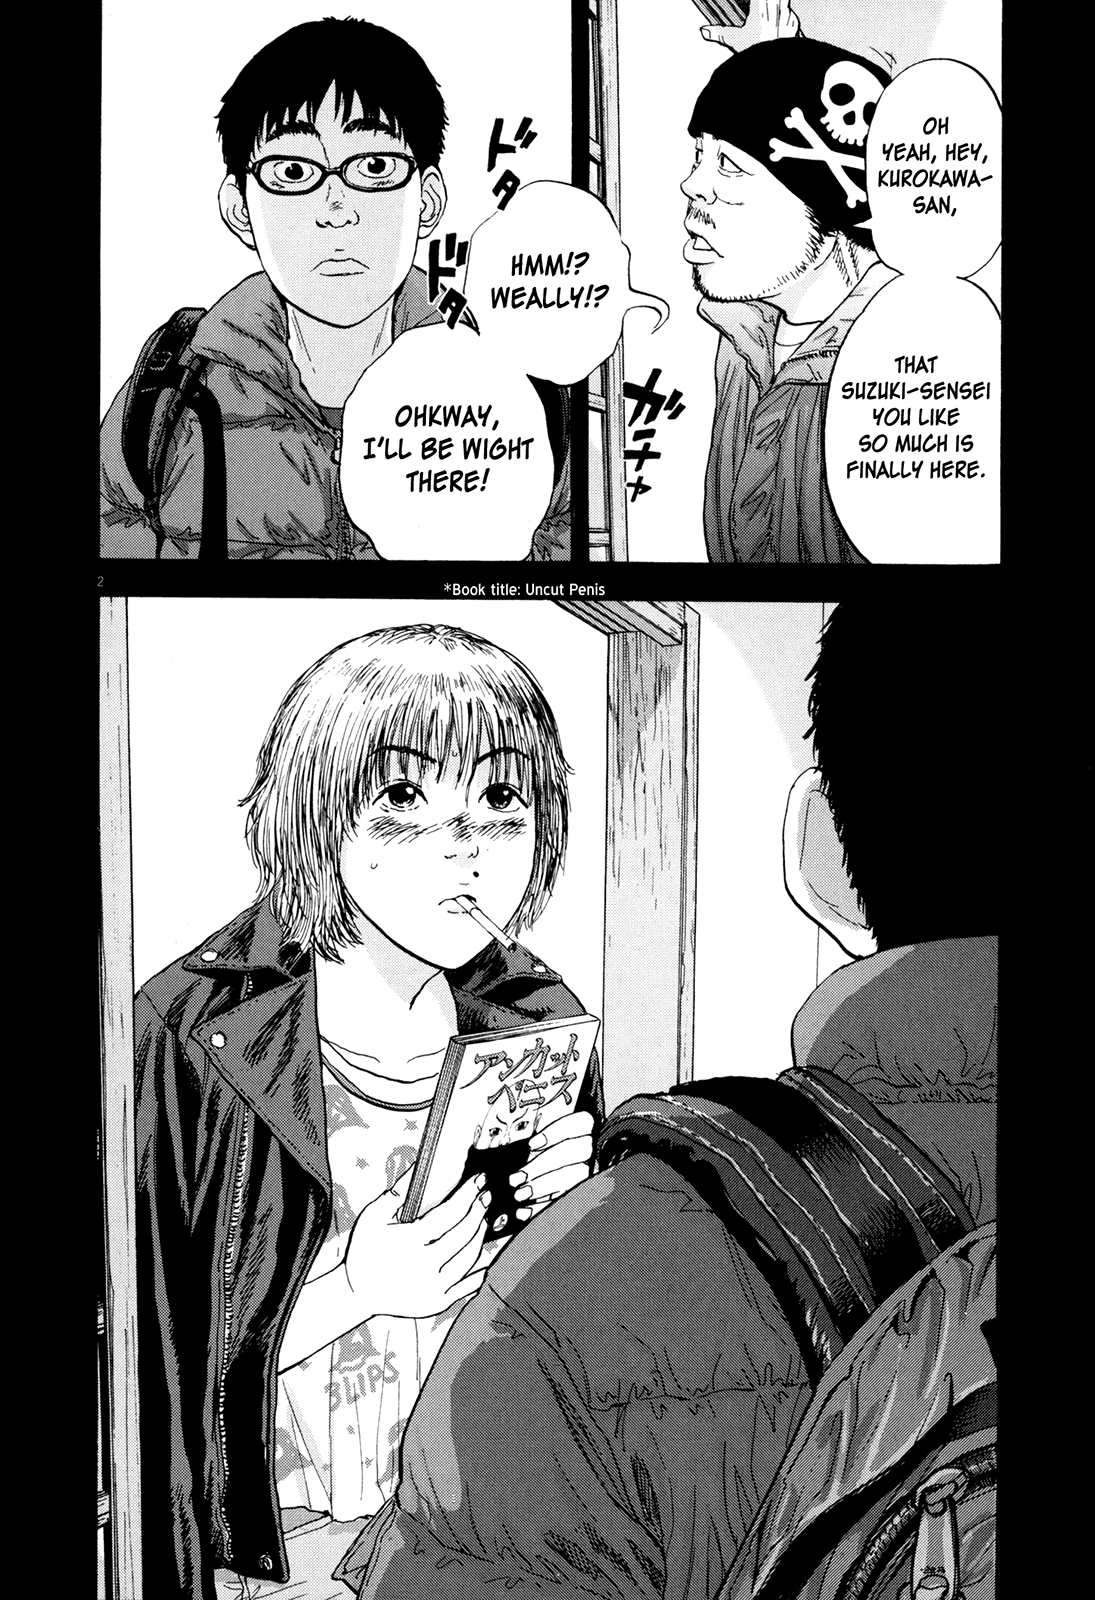 OH
YEAH, HEY,
KUROKAWA-
SAN,
THAT
SUZUKI-SENSEI
YOU LIKE
SO MUCH IS
FINALLY HERE.
ガチャ
HMM!?
WEALLY!?
ドタ
ドタ
OHKWAY,
I'LL BE WIGHT
THERE!
2
*Book title: Uncut Penis
アンカット
ペニス
3LIPS